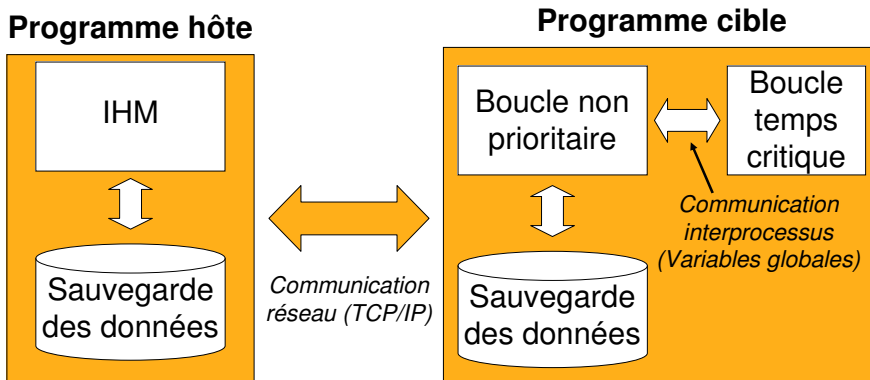 Programme hôte
IHM
Sauvegarde
des données
Communication
réseau (TCP/IP)
Programme cible
Boucle non
prioritaire
Boucle
temps
critique
Communication
interprocessus
(Variables globales)
Sauvegarde
des données